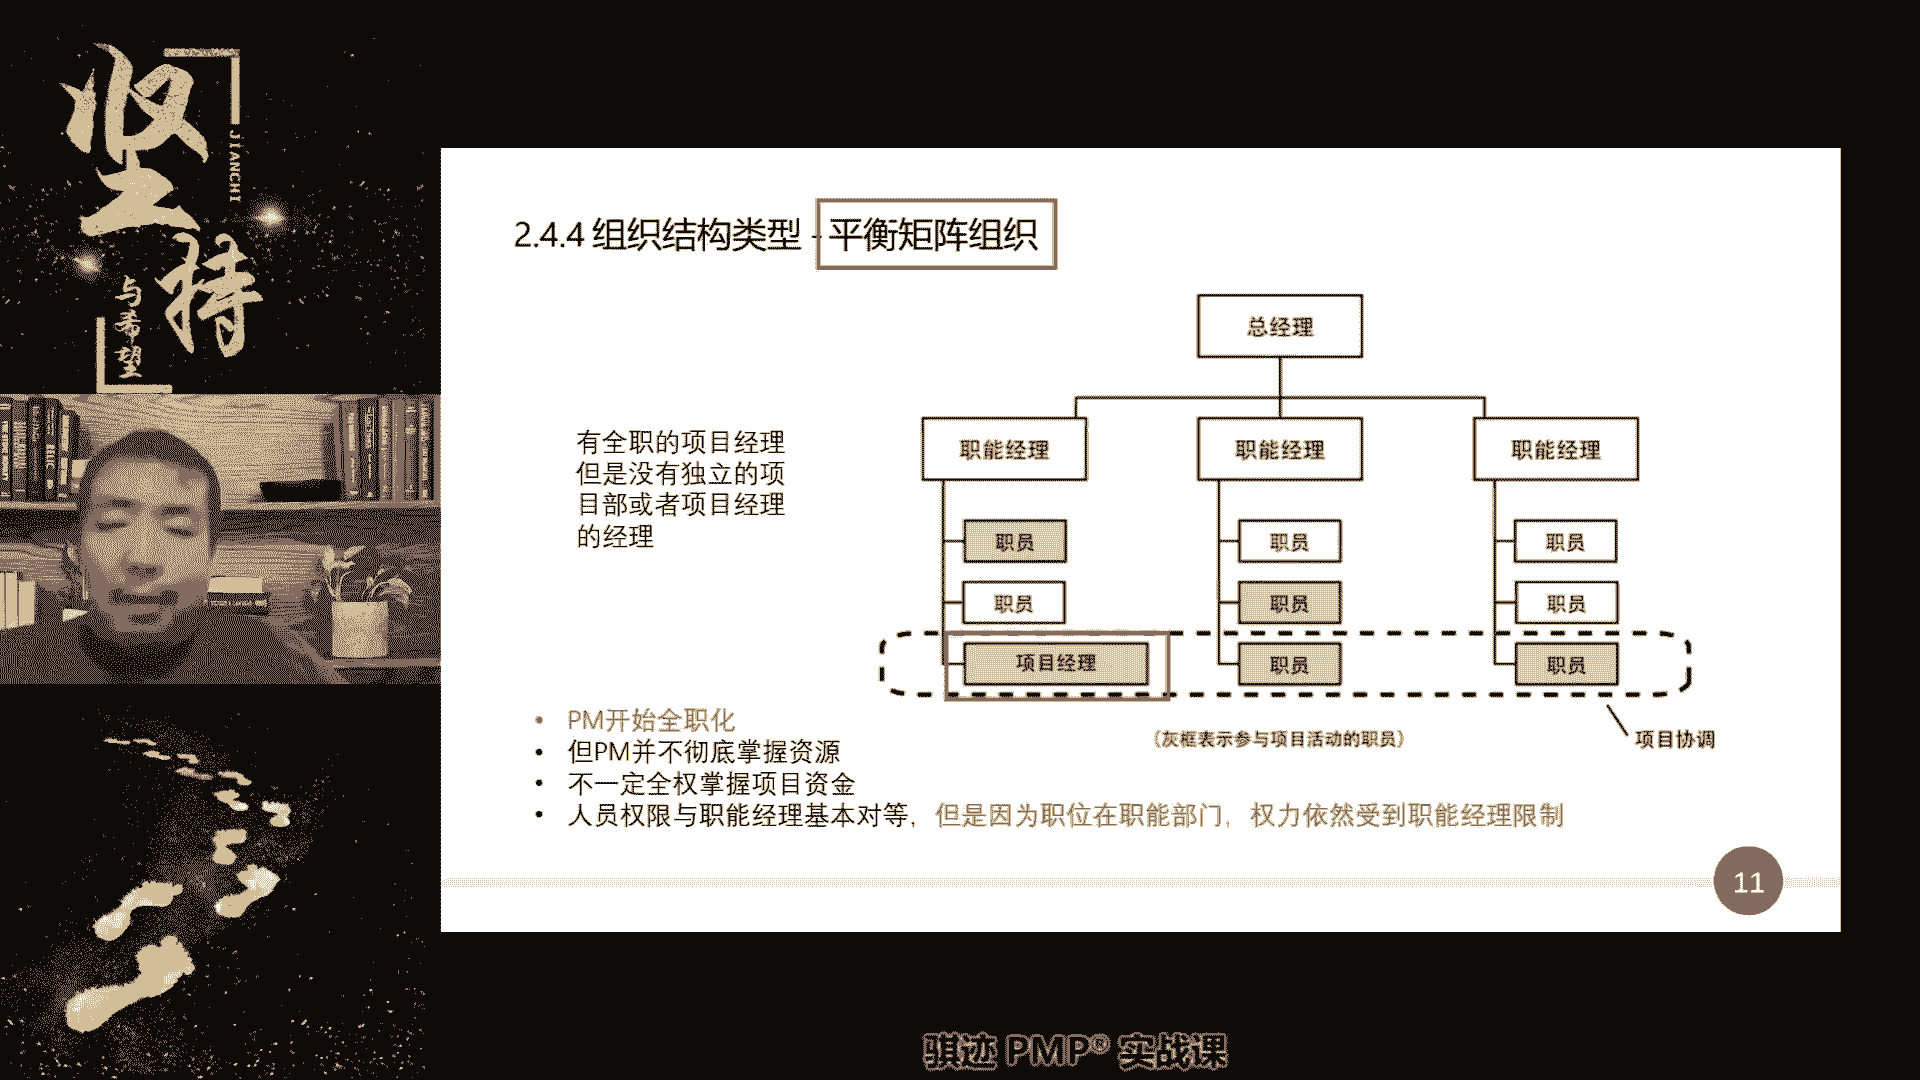 坚持
JIANCHI
与希望
2.4.4 组织结构类型 - 平衡矩阵组织
总经理
职能经理 职能经理 职能经理
有全职的项目经理
但是没有独立的项
目部或者项目经理
的经理
职员 职员 职员
职员 职员 职员
项目经理 职员 职员
(灰框表示参与项目活动的职员)
项目协调
• PM开始全职化
• 但PM并不彻底掌握资源
• 不一定全权掌握项目资金
• 人员权限与职能经理基本对等，但是因为职位在职能部门，权力依然受到职能经理限制
11
骐迹 PMP® 实战课